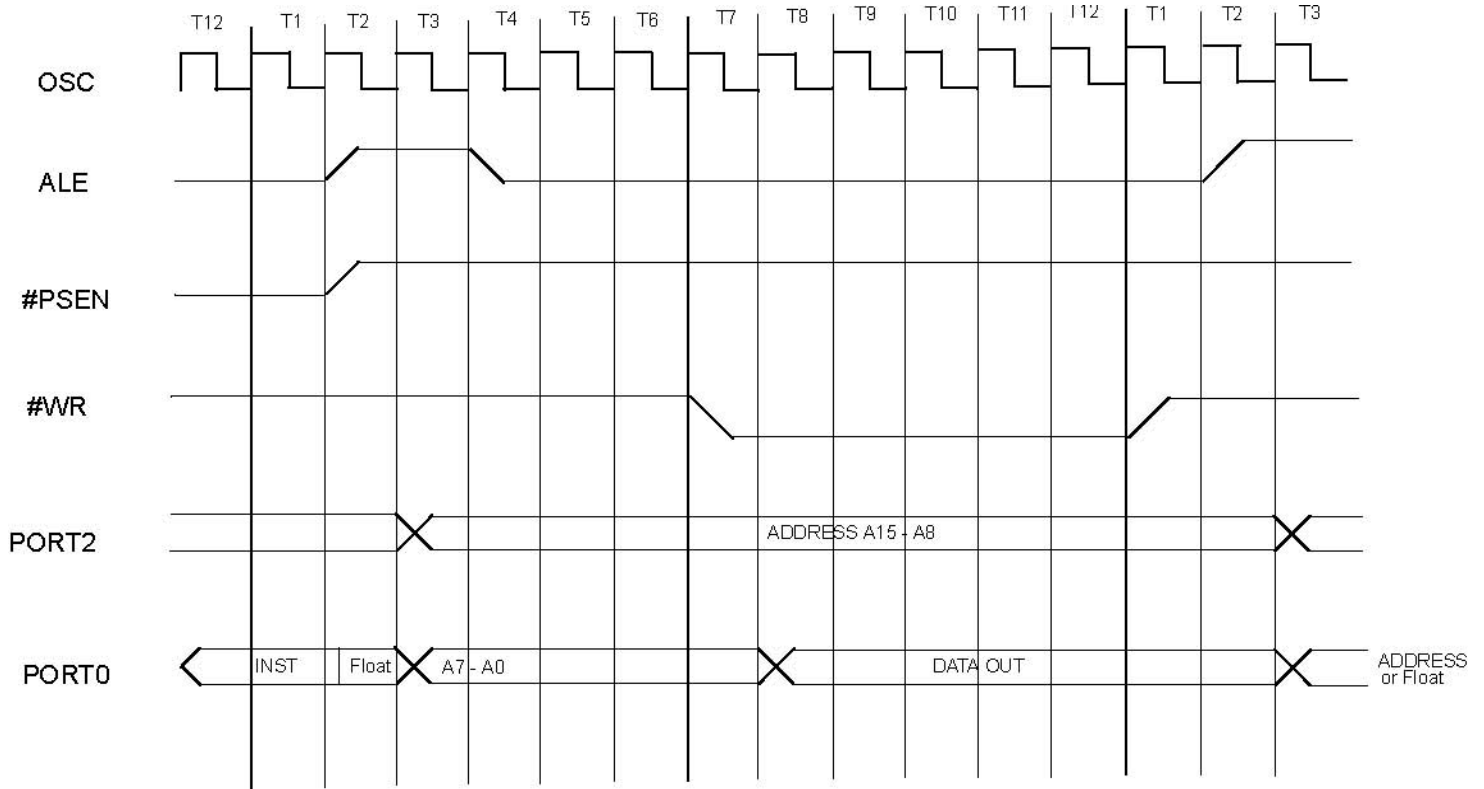 T12 T1 T2 T3 T4 T5 T6 T7 T8 T9 T10 T11 T12 T1 T2 T3
OSC
ALE
#PSEN
#WR
PORT2 ADDRESS A15 - A8
PORT0 INST Float A7 - A0 DATA OUT ADDRESS
or Float